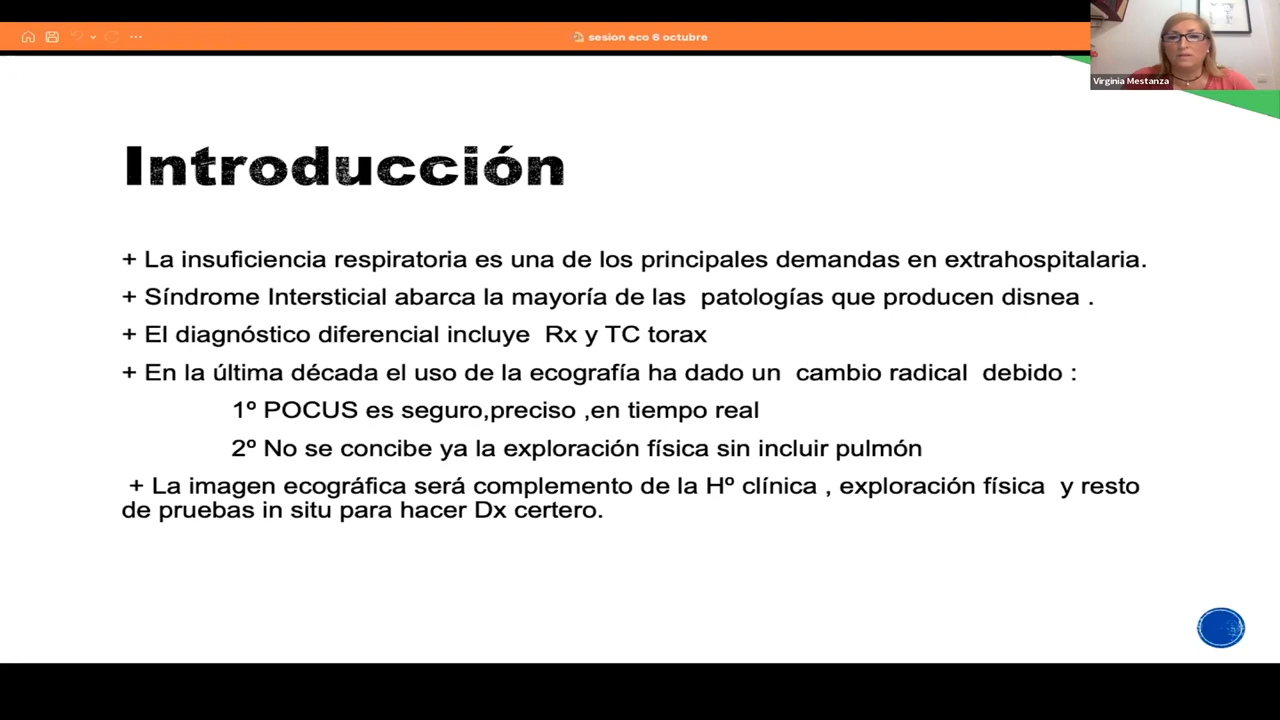 sesion eco 6 octubre
Virginia Mestanza
Introducción
+ La insuficiencia respiratoria es una de los principales demandas en extrahospitalaria.
+ Síndrome Intersticial abarca la mayoría de las patologías que producen disnea .
+ El diagnóstico diferencial incluye Rx y TC torax
+ En la última década el uso de la ecografía ha dado un cambio radical debido :
1º POCUS es seguro,preciso ,en tiempo real
2º No se concibe ya la exploración física sin incluir pulmón
+ La imagen ecográfica será complemento de la Hº clínica , exploración física y resto
de pruebas in situ para hacer Dx certero.